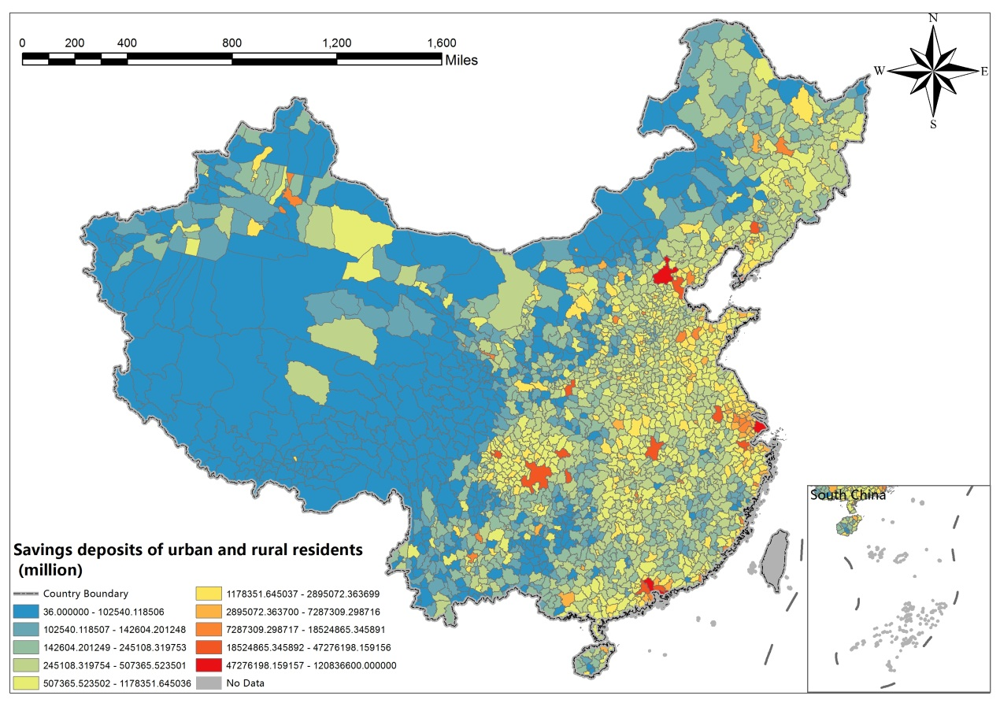 N
0 200 400 800 1,200 1,600
Miles
W E
S
South China
Savings deposits of urban and rural residents
(million)
Country Boundary
36.000000 - 102540.118506
102540.118507 - 142604.201248
142604.201249 - 245108.319753
245108.319754 - 507365.523501
507365.523502 - 1178351.645036
1178351.645037 - 2895072.363699
2895072.363700 - 7287309.298716
7287309.298717 - 18524865.345891
18524865.345892 - 47276198.159156
47276198.159157 - 120836600.000000
No Data